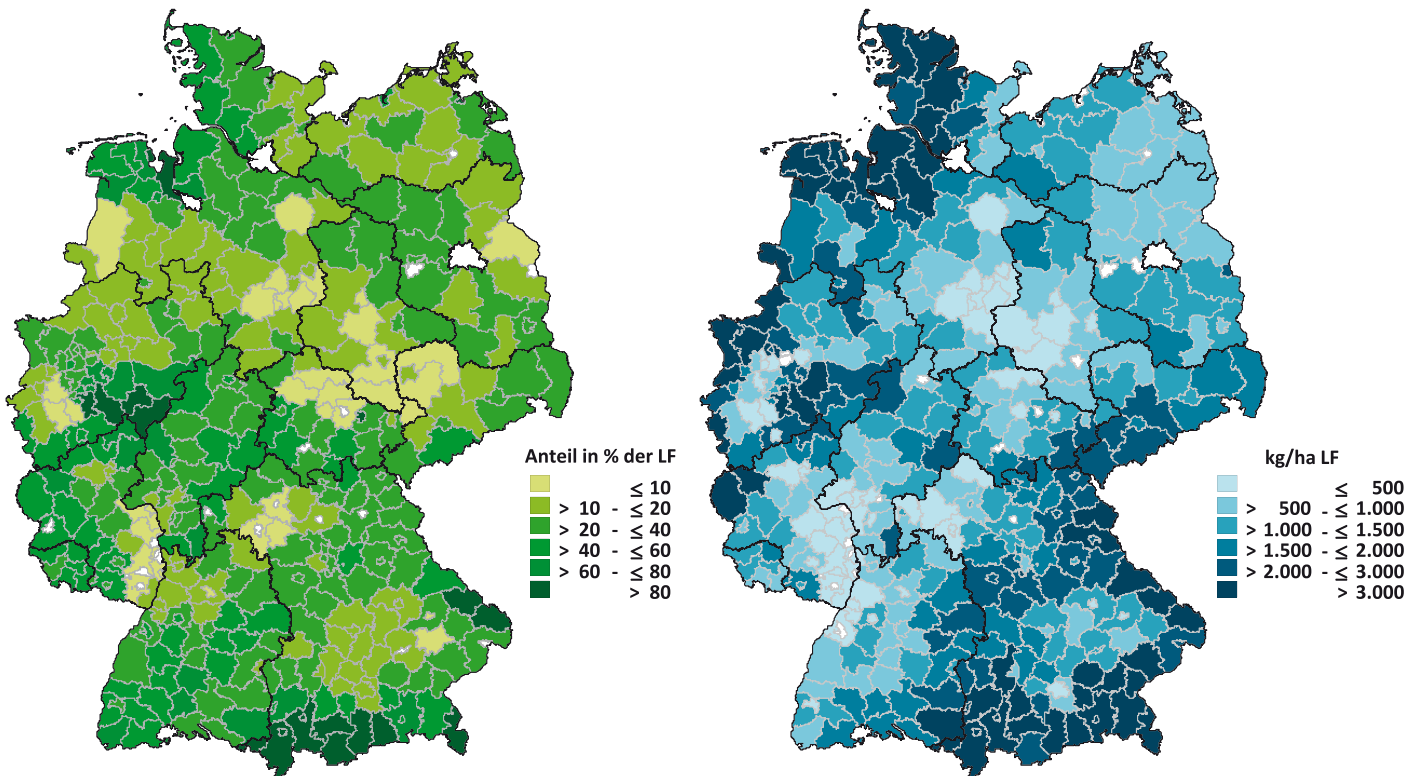 Anteil in % der LF
≤ 10
> 10 - ≤ 20
> 20 - ≤ 40
> 40 - ≤ 60
> 60 - ≤ 80
> 80
kg/ha LF
≤ 500
> 500 - ≤ 1.000
> 1.000 - ≤ 1.500
> 1.500 - ≤ 2.000
> 2.000 - ≤ 3.000
> 3.000